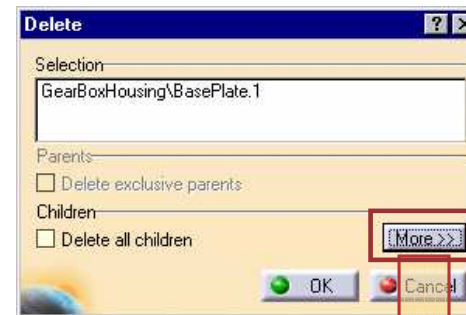 Delete
Selection
GearBoxHousing\BasePlate.1
Parents
Delete exclusive parents
Children
Delete all children
More >>
OK
Cancel